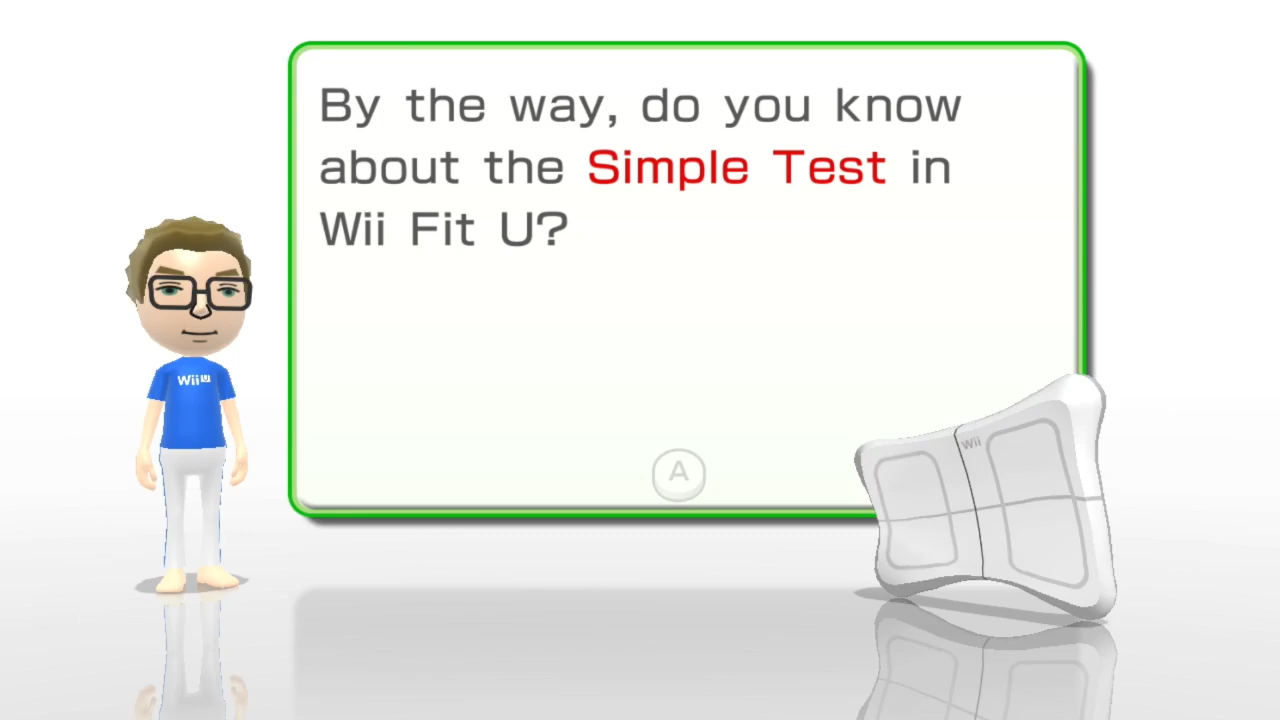 By the way, do you know
about the Simple Test in
Wii Fit U?
A
Wii U
Wii